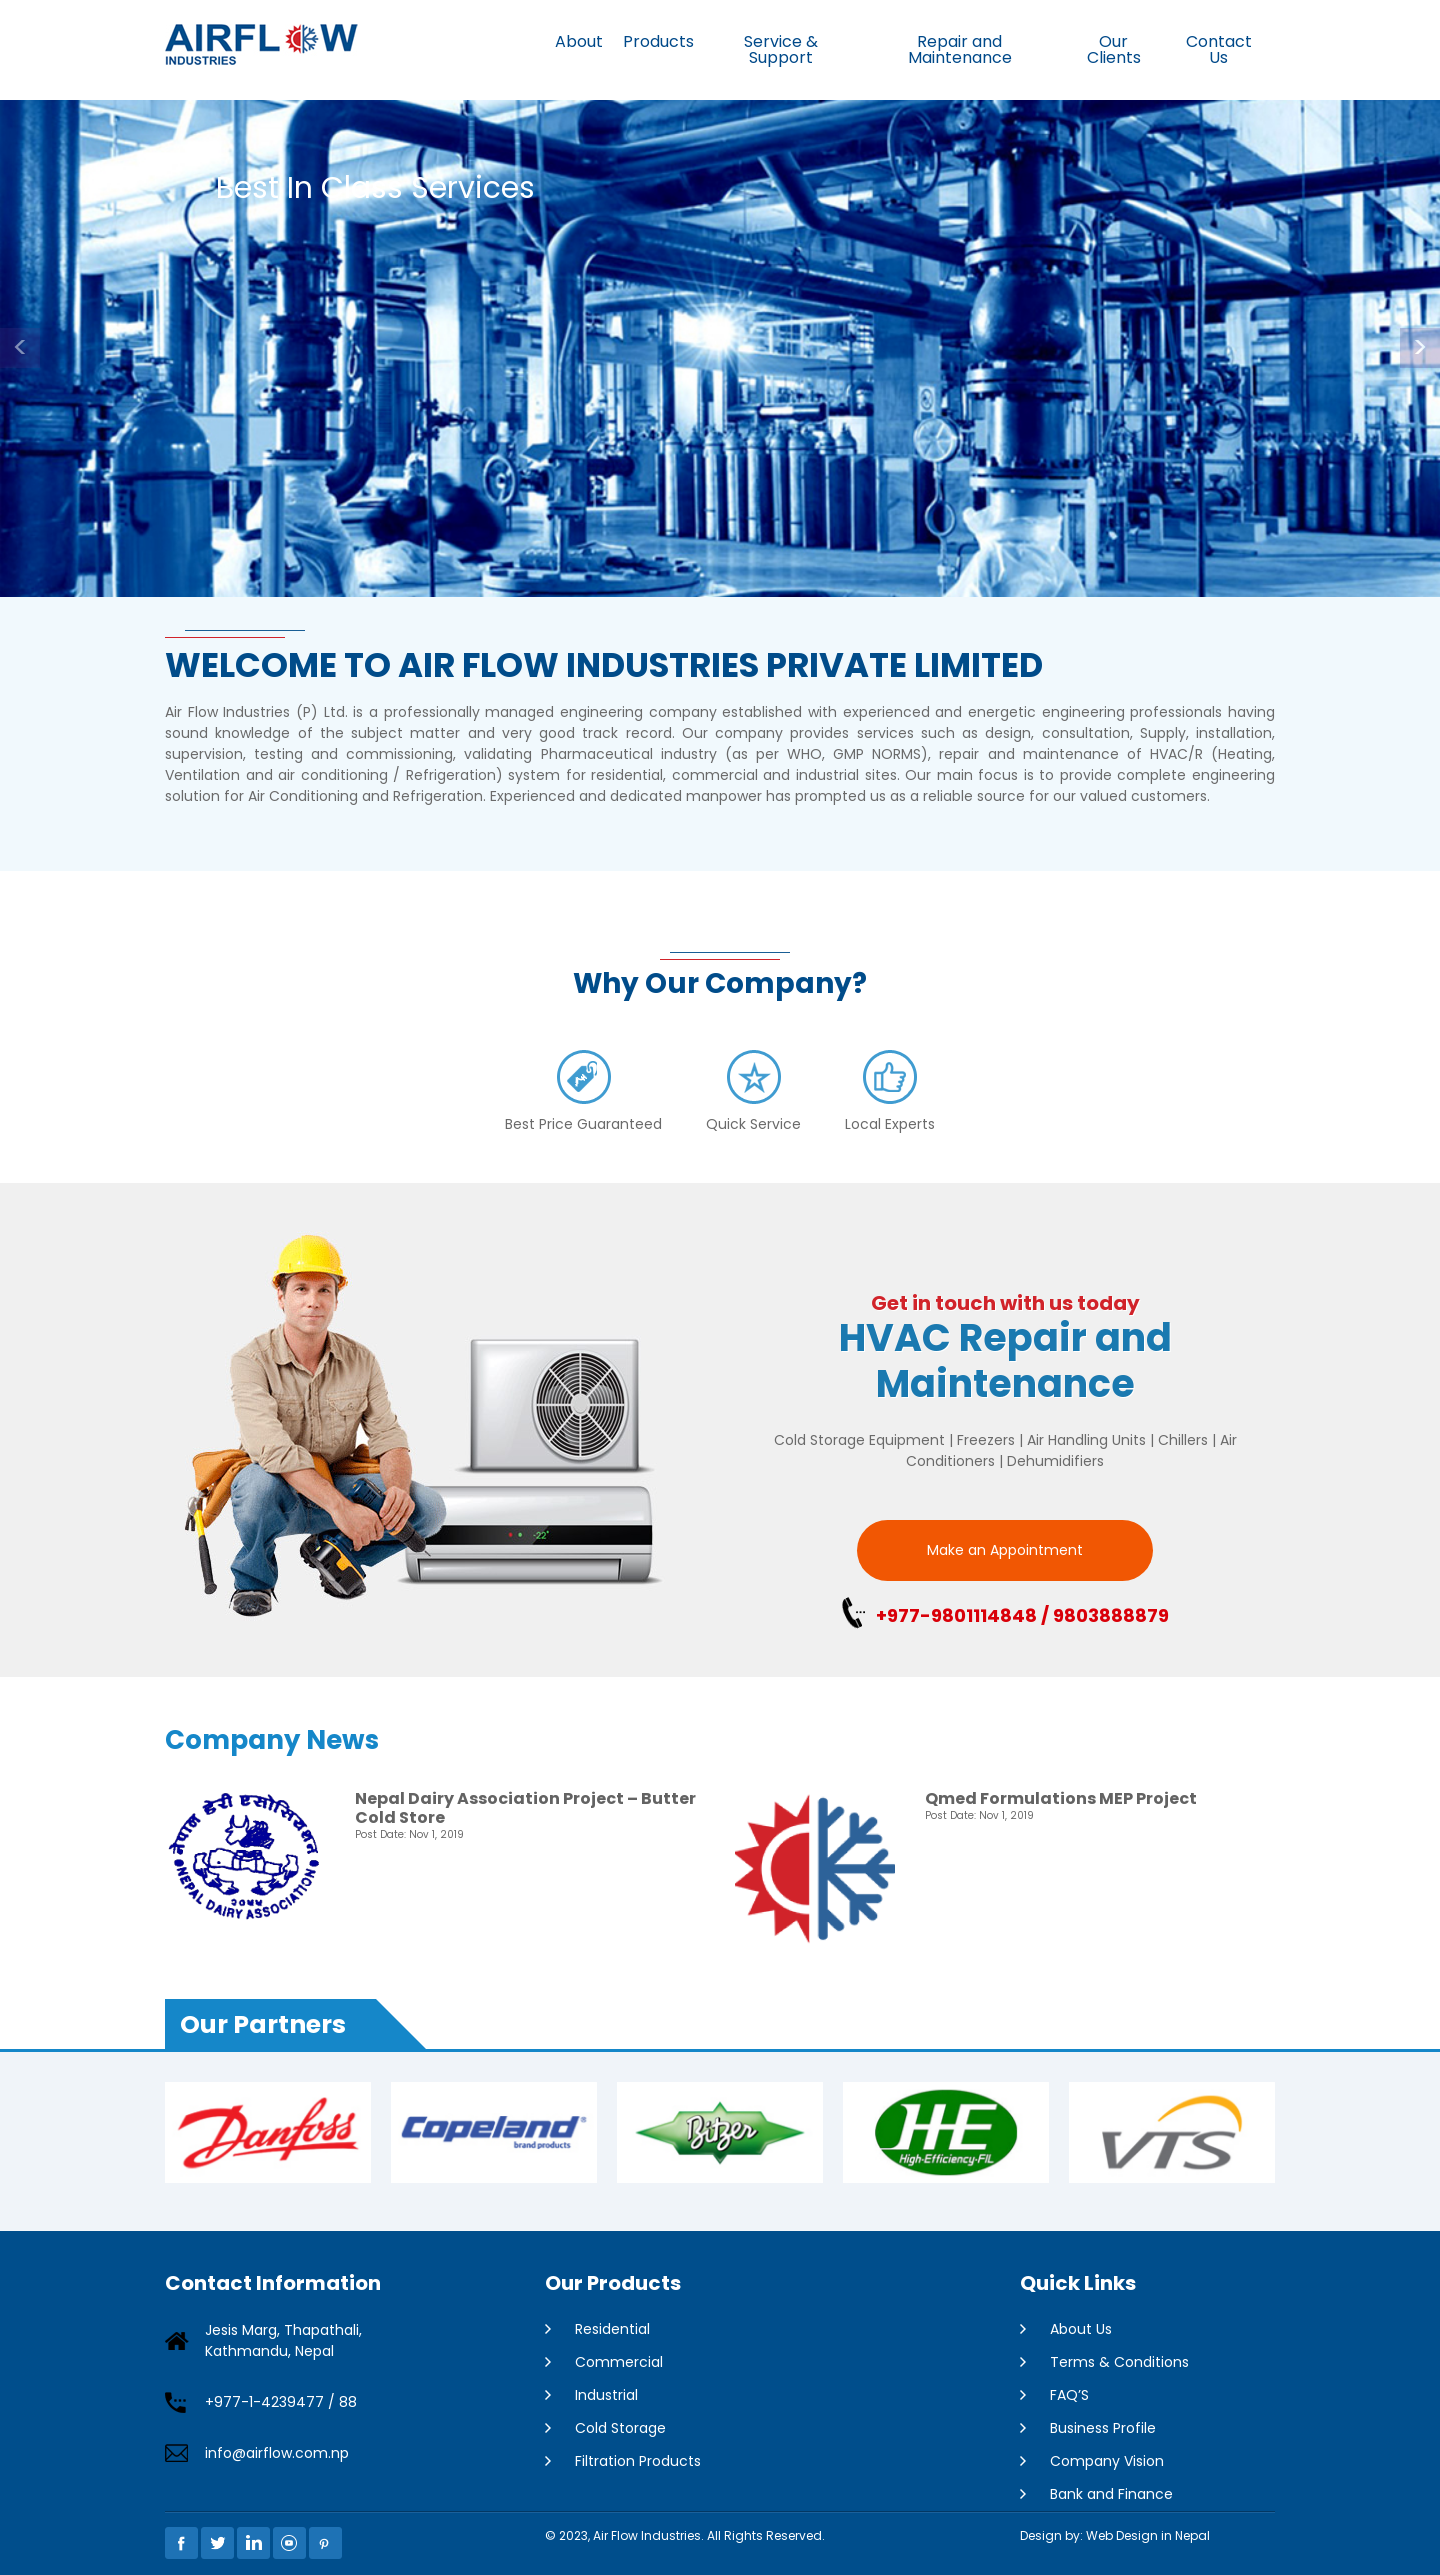 AIRFLOW
INDUSTRIES
About
Products
Service &
Support
Repair and
Maintenance
Our
Clients
Contact
Us
Best In Class Services
WELCOME TO AIR FLOW INDUSTRIES PRIVATE LIMITED
Air Flow Industries (P) Ltd. is a professionally managed engineering company established with experienced and energetic engineering professionals having
sound knowledge of the subject matter and very good track record. Our company provides services such as design, consultation, Supply, installation,
supervision, testing and commissioning, validating Pharmaceutical industry (as per WHO, GMP NORMS), repair and maintenance of HVAC/R (Heating,
Ventilation and air conditioning / Refrigeration) system for residential, commercial and industrial sites. Our main focus is to provide complete engineering
solution for Air Conditioning and Refrigeration. Experienced and dedicated manpower has prompted us as a reliable source for our valued customers.
Why Our Company?
Best Price Guaranteed
Quick Service
Local Experts
Get in touch with us today
HVAC Repair and
Maintenance
Cold Storage Equipment | Freezers | Air Handling Units | Chillers | Air
Conditioners | Dehumidifiers
-22°
Make an Appointment
+977-9801114848 / 9803888879
Company News
नेपाल डेरी एसोसिएसन
NEPAL DAIRY ASSOCIATION
२०५५
Nepal Dairy Association Project – Butter
Cold Store
Post Date: Nov 1, 2019
Qmed Formulations MEP Project
Post Date: Nov 1, 2019
Our Partners
Danfoss
Copeland®
brand products
Bitzer
HE
High-Efficiency-FIL
VTS
Contact Information
Jesis Marg, Thapathali,
Kathmandu, Nepal
+977-1-4239477 / 88
info@airflow.com.np
Our Products
Residential
Commercial
Industrial
Cold Storage
Filtration Products
Quick Links
About Us
Terms & Conditions
FAQ’S
Business Profile
Company Vision
Bank and Finance
© 2023, Air Flow Industries. All Rights Reserved.
Design by: Web Design in Nepal